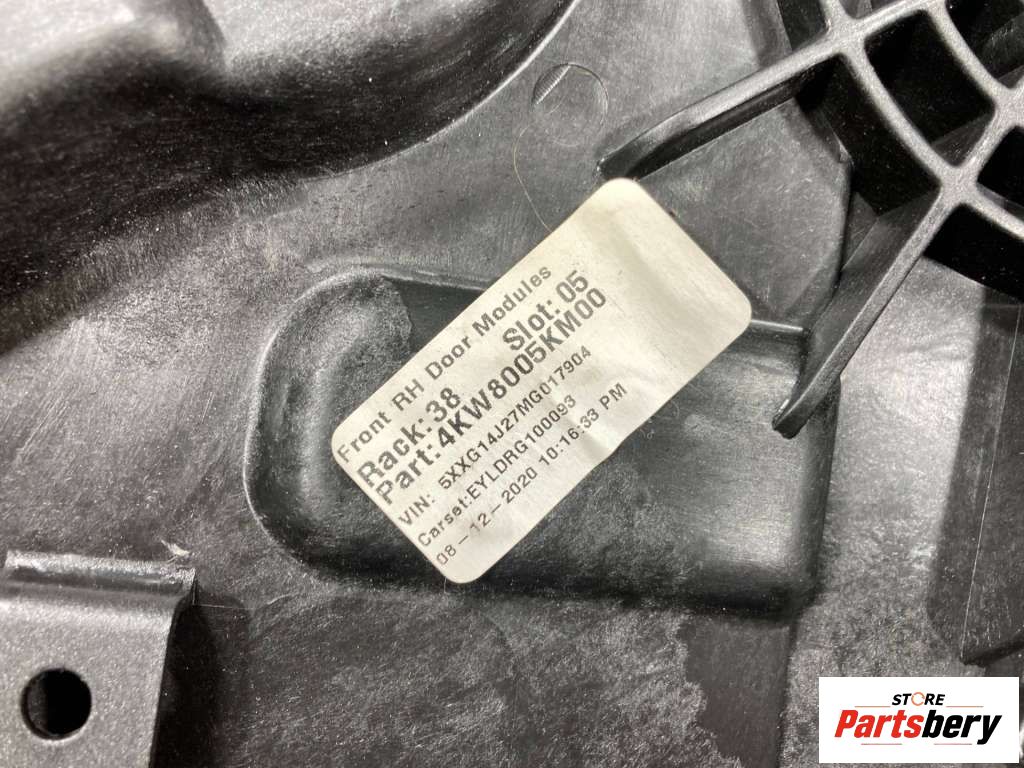 Front RH Door Modules
Rack: 38 Slot: 05
Part: 4KW8005KM00
VIN: 5XXG14J27MG017904
Carset:EYLDRG100093
08-12-2020 10:16:33 PM
STORE
Partsbery